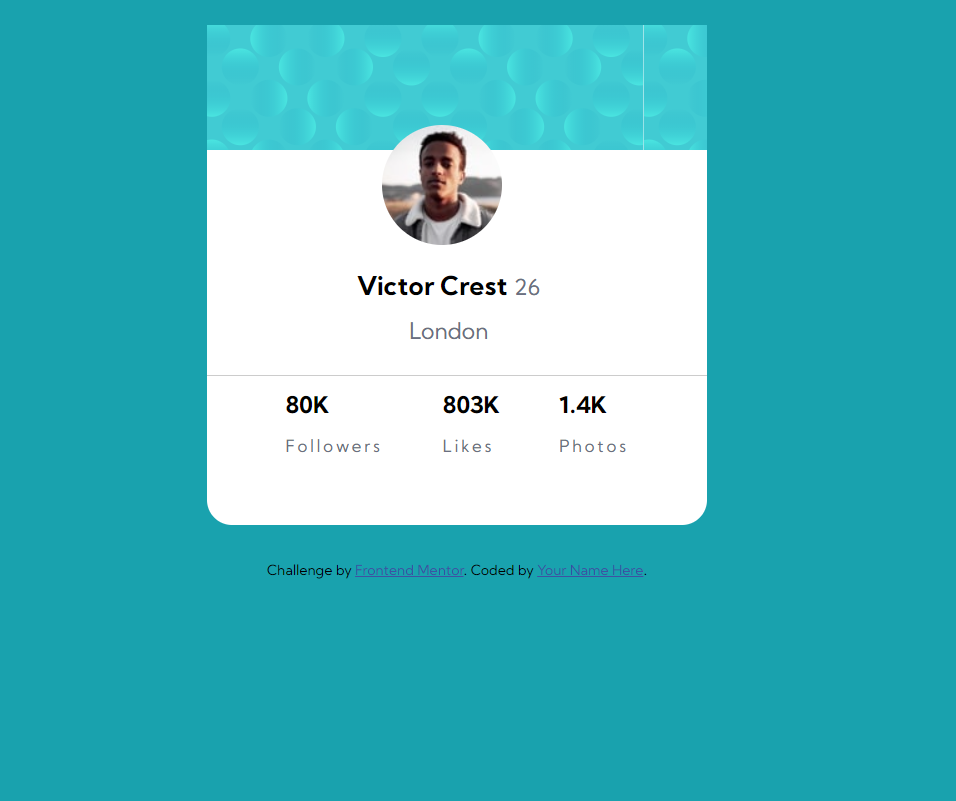 Victor Crest 26
London
80K 803K 1.4K
Followers Likes Photos
Challenge by Frontend Mentor. Coded by Your Name Here.